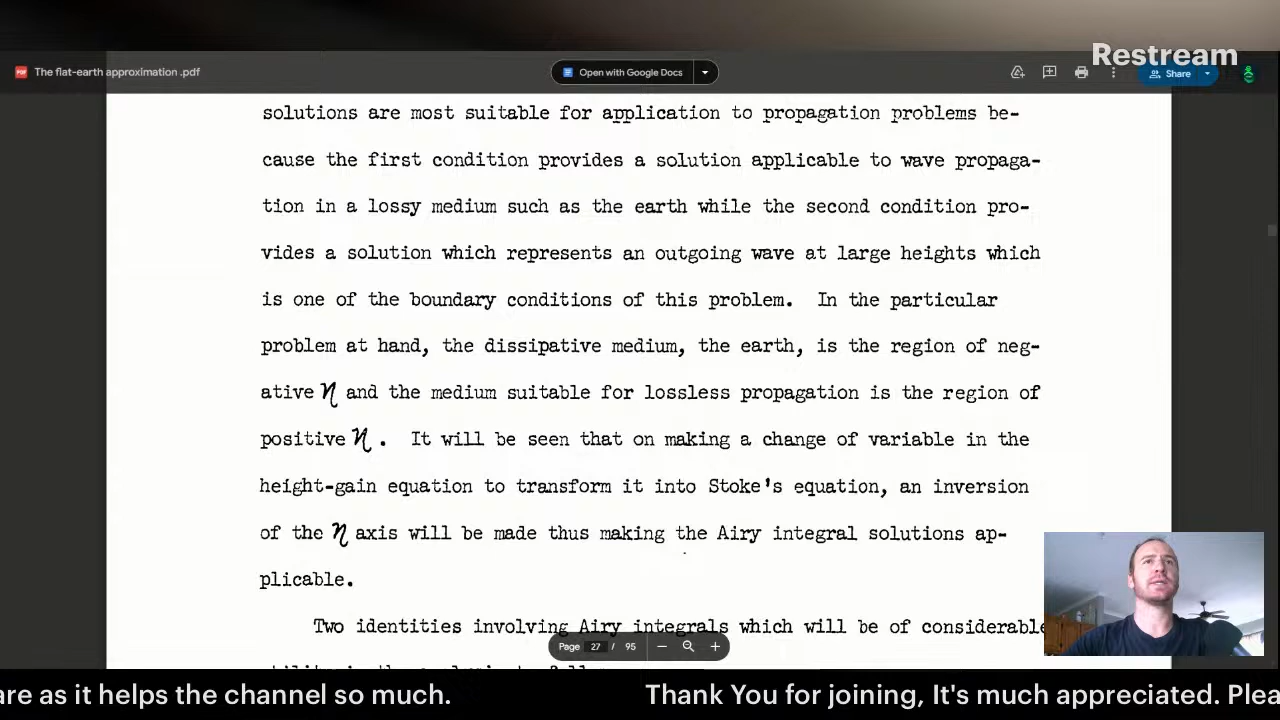 Restream
The flat-earth approximation .pdf
Open with Google Docs
Share
solutions are most suitable for application to propagation problems be-
cause the first condition provides a solution applicable to wave propaga-
tion in a lossy medium such as the earth while the second condition pro-
vides a solution which represents an outgoing wave at large heights which
is one of the boundary conditions of this problem. In the particular
problem at hand, the dissipative medium, the earth, is the region of neg-
ative η and the medium suitable for lossless propagation is the region of
positive η. It will be seen that on making a change of variable in the
height-gain equation to transform it into Stoke's equation, an inversion
of the η axis will be made thus making the Airy integral solutions ap-
plicable.
Two identities involving Airy integrals which will be of considerable
Page 27 / 95
are as it helps the channel so much. Thank You for joining, It's much appreciated. Plea